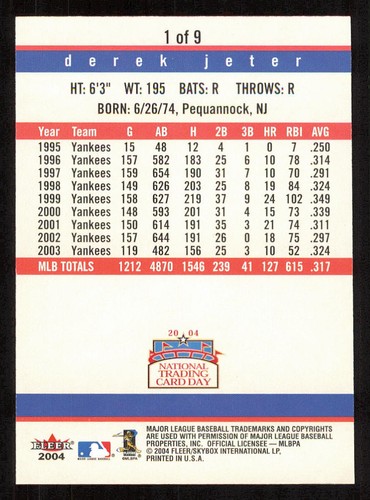 1 of 9
derek jeter
HT: 6'3" WT: 195 BATS: R THROWS: R
BORN: 6/26/74, Pequannock, NJ
Year Team G AB H 2B 3B HR RBI AVG
1995 Yankees 15 48 12 4 1 0 7 .250
1996 Yankees 157 582 183 25 6 10 78 .314
1997 Yankees 159 654 190 31 7 10 70 .291
1998 Yankees 149 626 203 25 8 19 84 .324
1999 Yankees 158 627 219 37 9 24 102 .349
2000 Yankees 148 593 201 31 4 15 73 .339
2001 Yankees 150 614 191 35 3 21 74 .311
2002 Yankees 157 644 191 26 0 18 75 .297
2003 Yankees 119 482 156 25 3 10 52 .324
MLB TOTALS 1212 4870 1546 239 41 127 615 .317
20 04
NATIONAL
TRADING
CARD DAY
MAJOR LEAGUE BASEBALL TRADEMARKS AND COPYRIGHTS
ARE USED WITH PERMISSION OF MAJOR LEAGUE BASEBALL
PROPERTIES, INC. OFFICIAL LICENSEE — MLBPA
© 2004 FLEER/SKYBOX INTERNATIONAL LP.
PRINTED IN U.S.A.
FLEER
2004